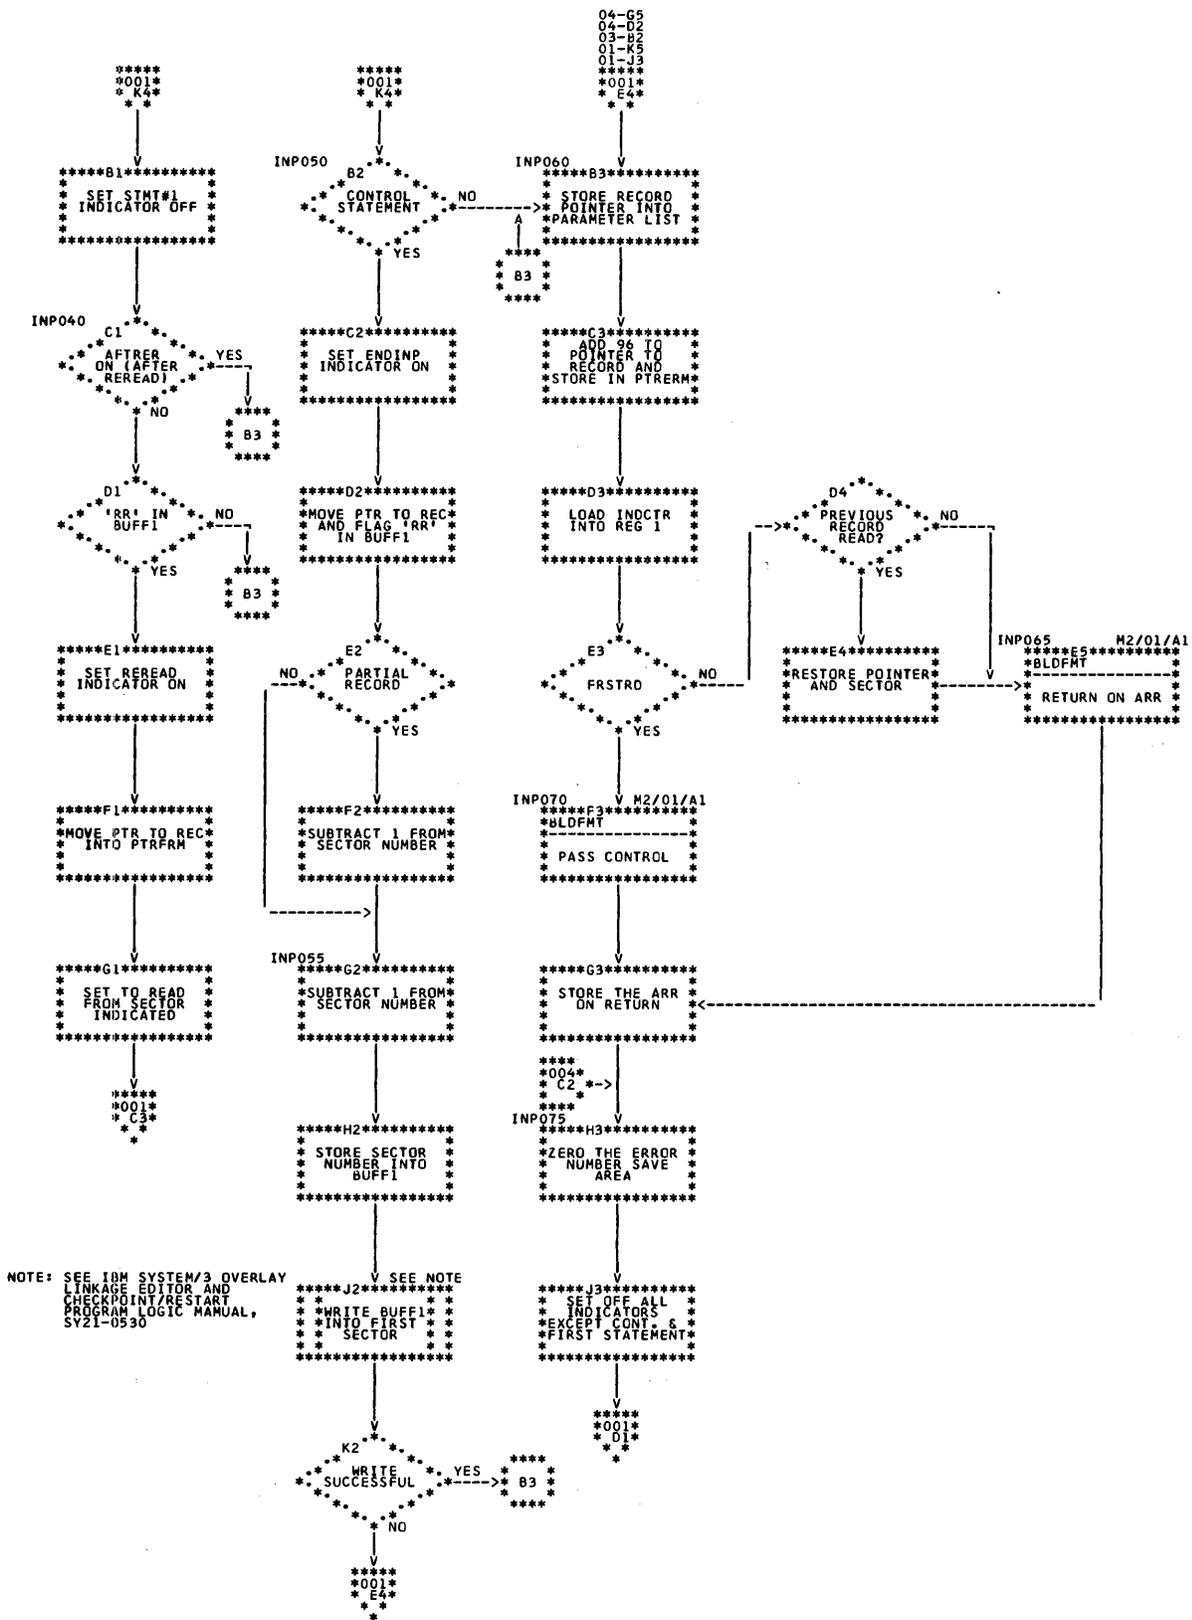 04-G5
04-D2
03-B2
01-K5
01-J3
*001*
K4
*001*
K4
*001*
E4
B1
SET STMT#1
INDICATOR OFF
INP040
C1
AFTRER
ON (AFTER
REREAD)
YES
NO
B3
D1
'RR' IN
BUFF1
NO
YES
B3
E1
SET REREAD
INDICATOR ON
F1
MOVE PTR TO REC
INTO PTRFRM
G1
SET TO READ
FROM SECTOR
INDICATED
*001*
C3*
INP050
B2
CONTROL
STATEMENT
NO
YES
B3
C2
SET ENDINP
INDICATOR ON
D2
MOVE PTR TO REC
AND FLAG 'RR'
IN BUFF1
E2
PARTIAL
RECORD
NO
YES
F2
SUBTRACT 1 FROM
SECTOR NUMBER
INP055
G2
SUBTRACT 1 FROM
SECTOR NUMBER
H2
STORE SECTOR
NUMBER INTO
BUFF1
SEE NOTE
J2
WRITE BUFF1
INTO FIRST
SECTOR
K2
WRITE
SUCCESSFUL
YES
B3
NO
*001*
E4*
NOTE: SEE IBM SYSTEM/3 OVERLAY
LINKAGE EDITOR AND
CHECKPOINT/RESTART
PROGRAM LOGIC MANUAL,
SY21-0530
INP060
B3
STORE RECORD
POINTER INTO
PARAMETER LIST
C3
ADD 96 TO
POINTER TO
RECORD AND
STORE IN PTRERM
D3
LOAD INDCTR
INTO REG 1
E3
FRSTRD
NO
YES
INP070
M2/01/A1
F3
BLDFMT
PASS CONTROL
G3
STORE THE ARR
ON RETURN
*004*
C2
INP075
H3
ZERO THE ERROR
NUMBER SAVE
AREA
J3
SET OFF ALL
INDICATORS
EXCEPT CONT. &
FIRST STATEMENT
*001*
D1*
D4
PREVIOUS
RECORD
READ?
NO
YES
E4
RESTORE POINTER
AND SECTOR
INP065
M2/01/A1
E5
BLDFMT
RETURN ON ARR